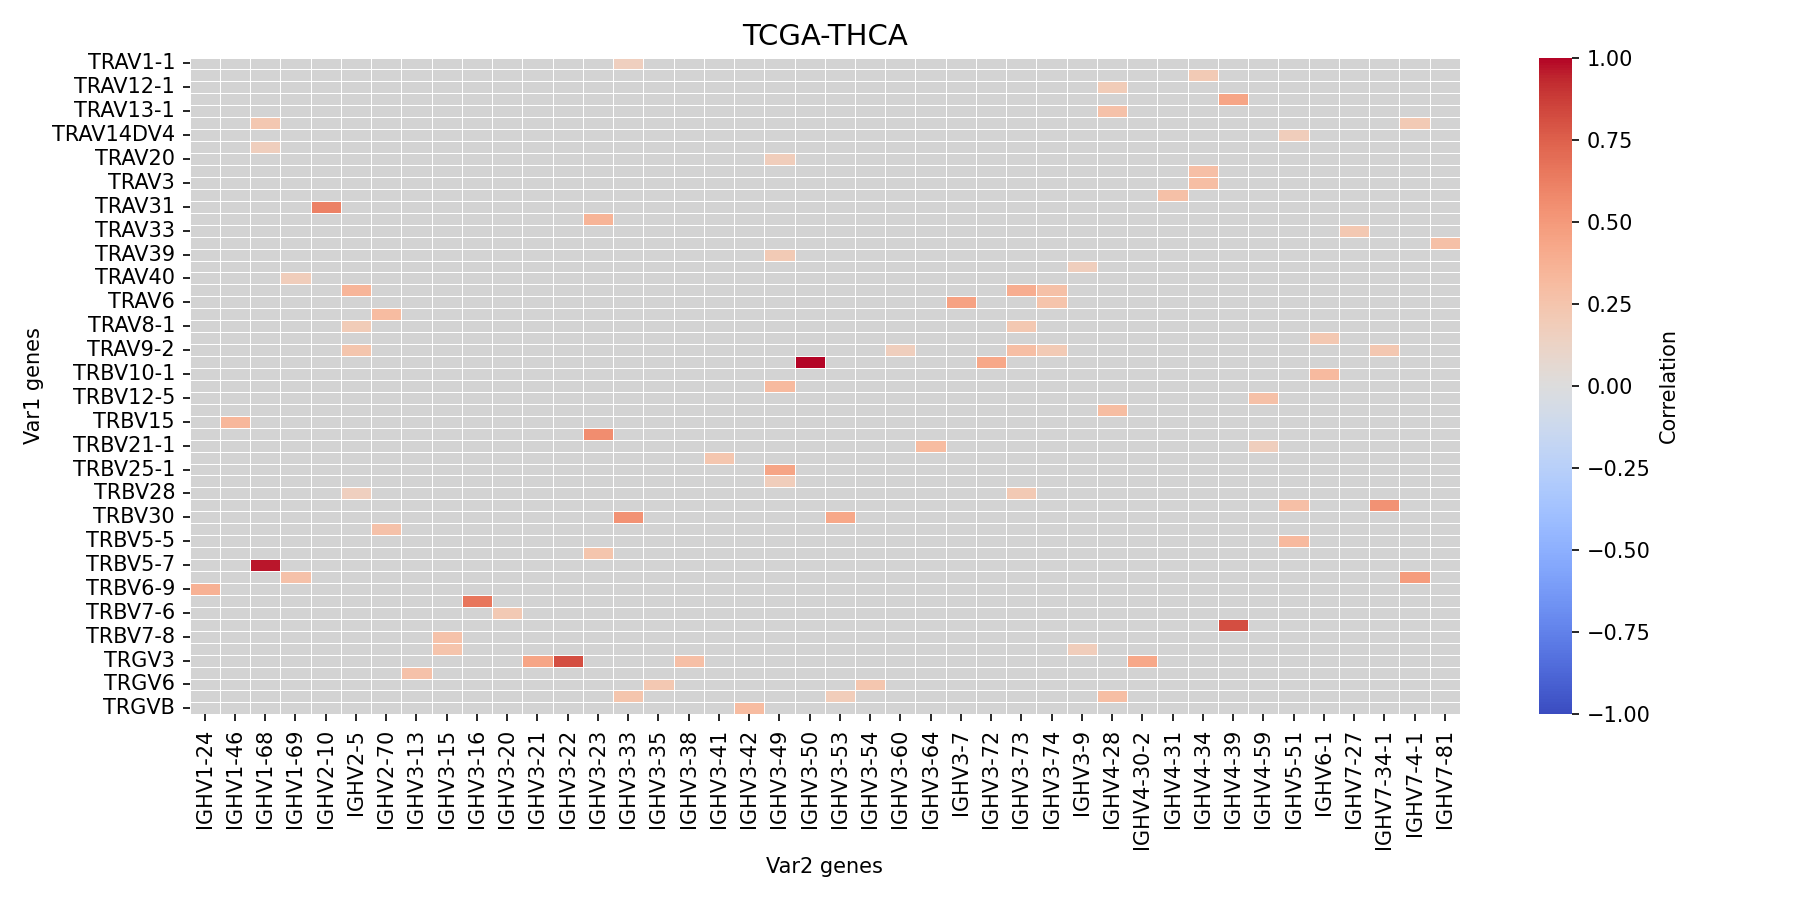 TCGA-THCA
TRAV1-1
TRAV12-1
TRAV13-1
TRAV14DV4
TRAV20
TRAV3
TRAV31
TRAV33
TRAV39
TRAV40
TRAV6
TRAV8-1
TRAV9-2
TRBV10-1
TRBV12-5
TRBV15
TRBV21-1
TRBV25-1
TRBV28
TRBV30
TRBV5-5
TRBV5-7
TRBV6-9
TRBV7-6
TRBV7-8
TRGV3
TRGV6
TRGVB
Var1 genes
IGHV1-24
IGHV1-46
IGHV1-68
IGHV1-69
IGHV2-10
IGHV2-5
IGHV2-70
IGHV3-13
IGHV3-15
IGHV3-16
IGHV3-20
IGHV3-21
IGHV3-22
IGHV3-23
IGHV3-33
IGHV3-35
IGHV3-38
IGHV3-41
IGHV3-42
IGHV3-49
IGHV3-50
IGHV3-53
IGHV3-54
IGHV3-60
IGHV3-64
IGHV3-7
IGHV3-72
IGHV3-73
IGHV3-74
IGHV3-9
IGHV4-28
IGHV4-30-2
IGHV4-31
IGHV4-34
IGHV4-39
IGHV4-59
IGHV5-51
IGHV6-1
IGHV7-27
IGHV7-34-1
IGHV7-4-1
IGHV7-81
Var2 genes
1.00
0.75
0.50
0.25
0.00
−0.25
−0.50
−0.75
−1.00
Correlation